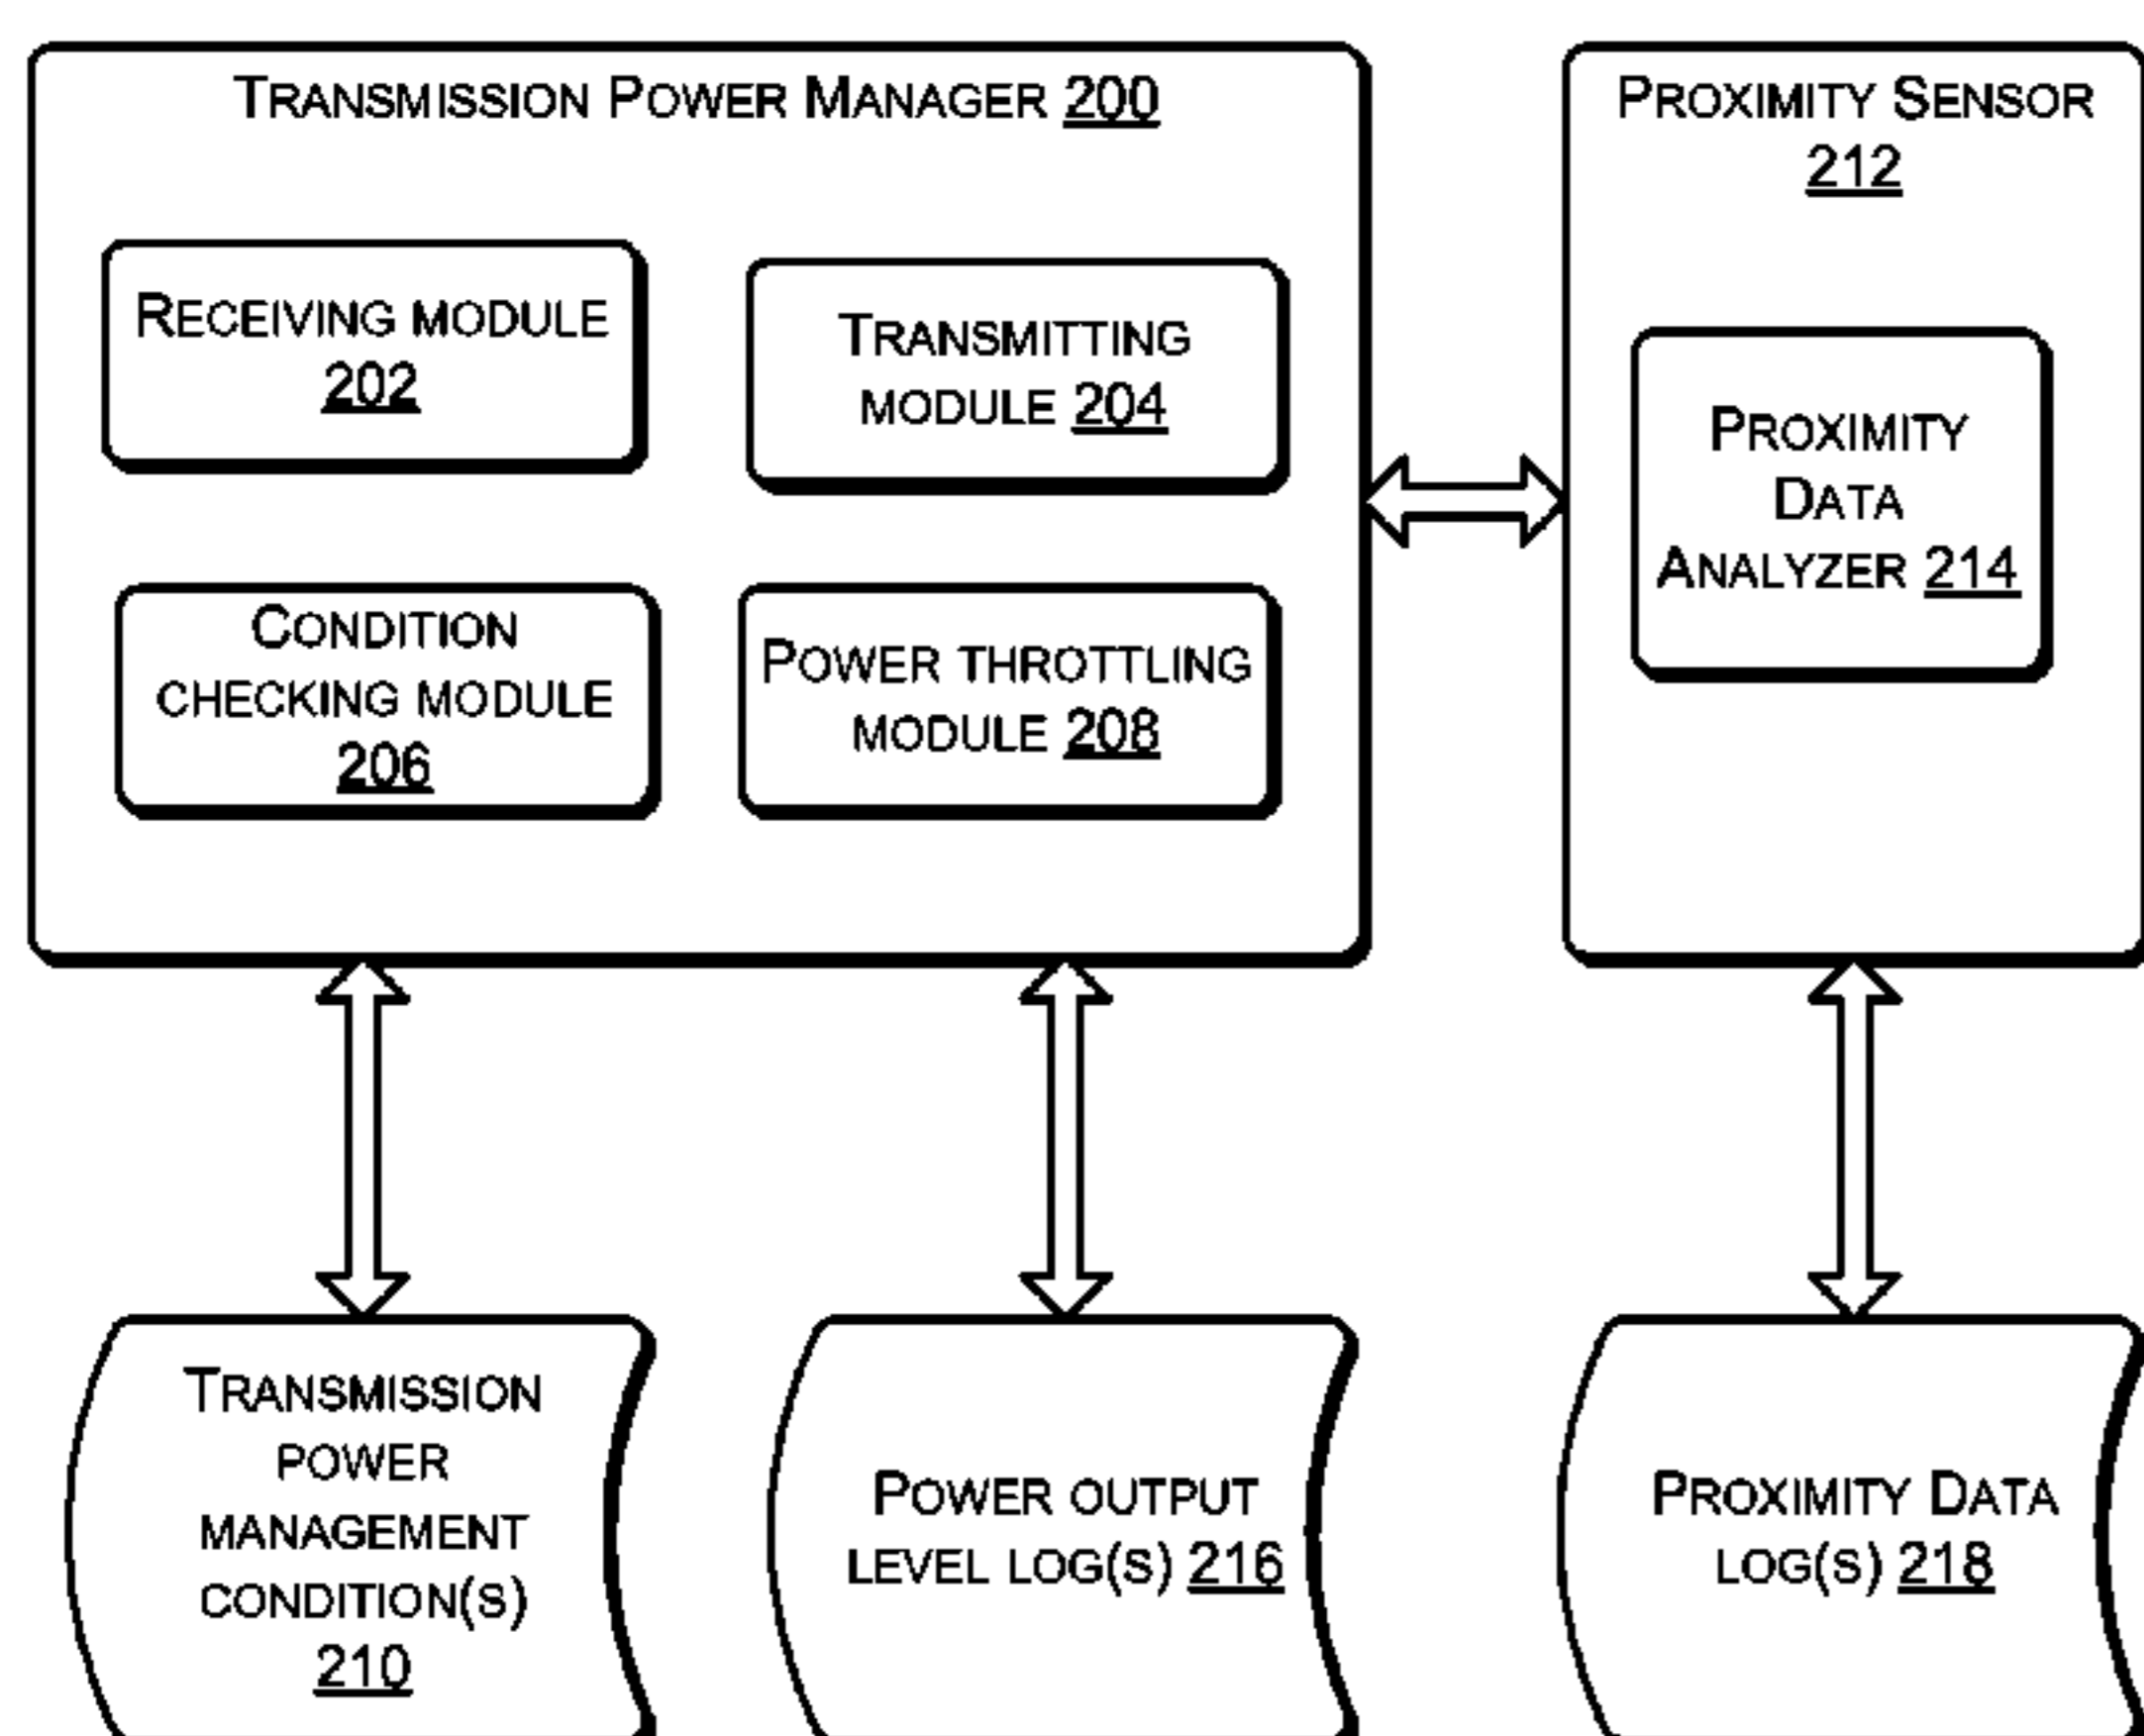 TRANSMISSION POWER MANAGER 200
RECEIVING MODULE
202
TRANSMITTING
MODULE 204
CONDITION
CHECKING MODULE
206
POWER THROTTLING
MODULE 208
PROXIMITY SENSOR
212
PROXIMITY
DATA
ANALYZER 214
TRANSMISSION
POWER
MANAGEMENT
CONDITION(S)
210
POWER OUTPUT
LEVEL LOG(S) 216
PROXIMITY DATA
LOG(S) 218